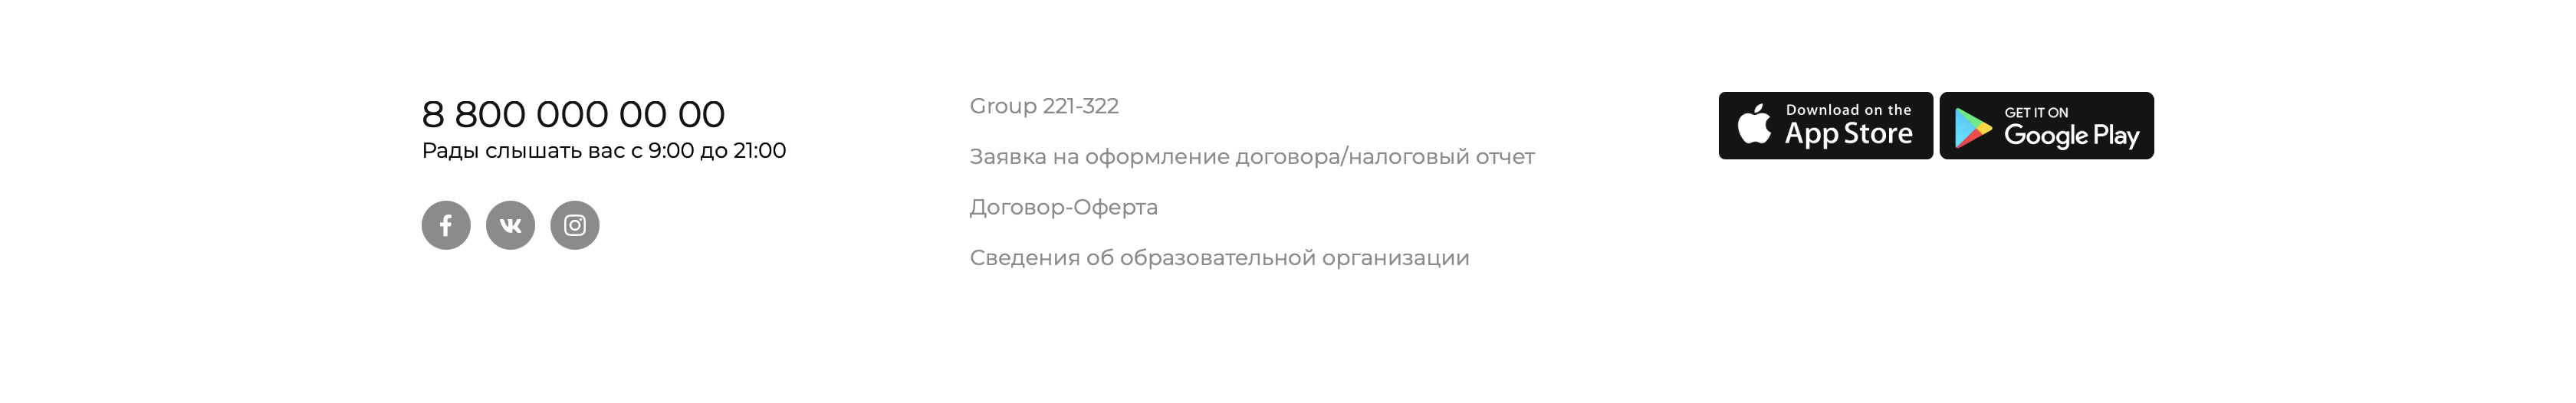 8 800 000 00 00
Рады слышать вас с 9:00 до 21:00
Group 221-322
Заявка на оформление договора/налоговый отчет
Договор-Оферта
Сведения об образовательной организации
Download on the
App Store
GET IT ON
Google Play